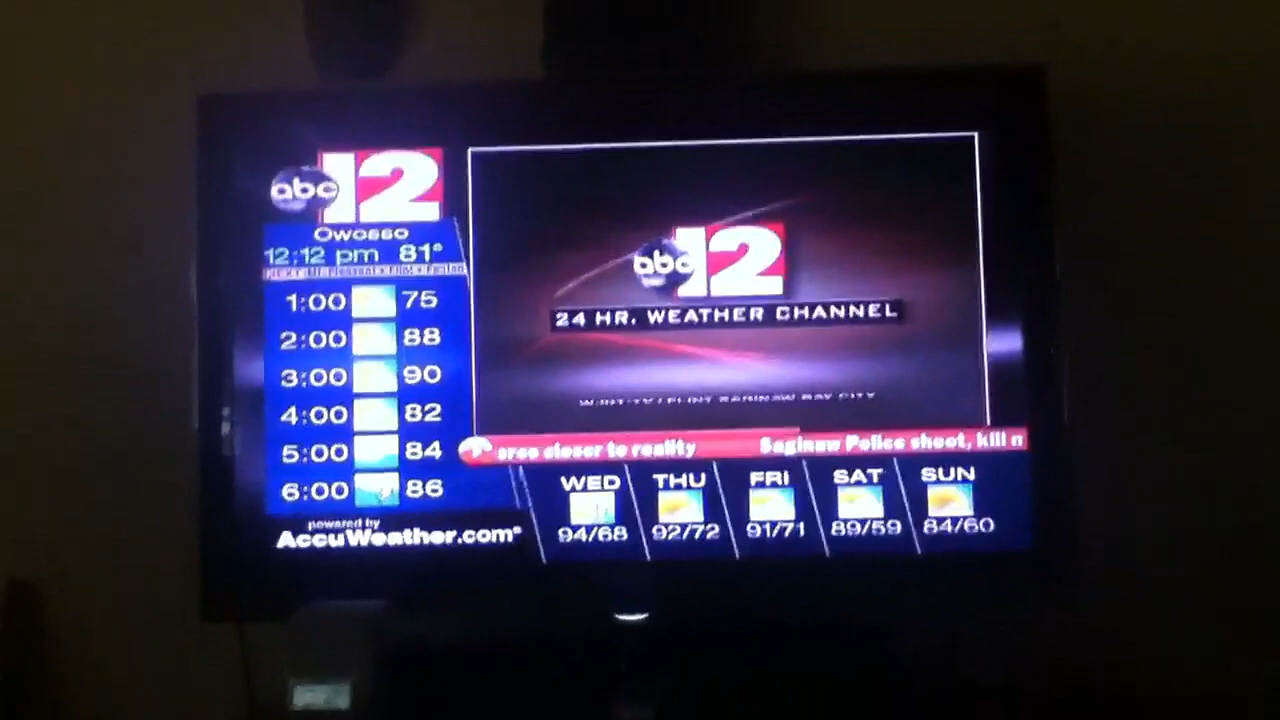 abc 12
Owosso
12:12 pm 81°
1:00 75
2:00 88
3:00 90
4:00 82
5:00 84
6:00 86
powered by
AccuWeather.com®
abc 12
24 HR. WEATHER CHANNEL
closer to reality Saginaw Police shoot, kill
WED THU FRI SAT SUN
94/68 92/72 91/71 89/59 84/60